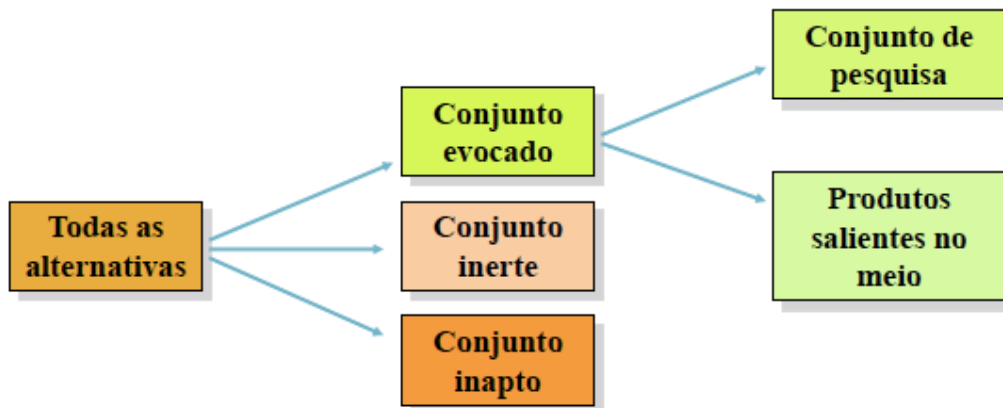 Todas as
alternativas
Conjunto
evocado
Conjunto
inerte
Conjunto
inapto
Conjunto de
pesquisa
Produtos
salientes no
meio